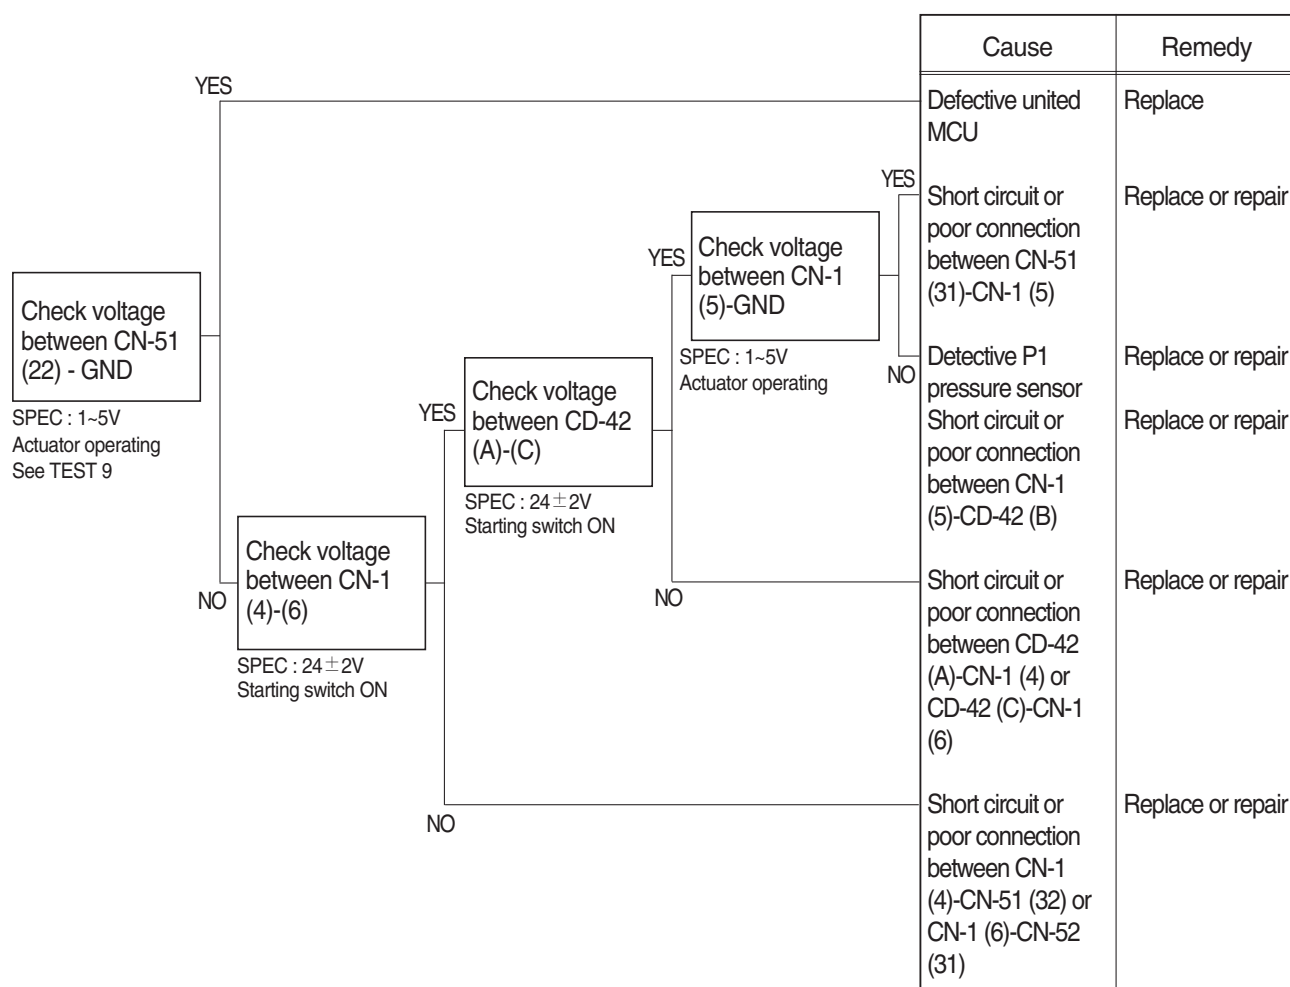 Cause
Remedy
YES
Defective united
MCU
Replace
YES
Short circuit or
poor connection
between CN-51
(31)-CN-1 (5)
Replace or repair
YES
Check voltage
between CN-1
(5)-GND
SPEC : 1~5V
Actuator operating
Check voltage
between CN-51
(22) - GND
SPEC : 1~5V
Actuator operating
See TEST 9
NO
Detective P1
pressure sensor
Replace or repair
Short circuit or
poor connection
between CN-1
(5)-CD-42 (B)
Replace or repair
YES
Check voltage
between CD-42
(A)-(C)
SPEC : 24±2V
Starting switch ON
NO
Check voltage
between CN-1
(4)-(6)
SPEC : 24±2V
Starting switch ON
NO
Short circuit or
poor connection
between CD-42
(A)-CN-1 (4) or
CD-42 (C)-CN-1
(6)
Replace or repair
NO
Short circuit or
poor connection
between CN-1
(4)-CN-51 (32) or
CN-1 (6)-CN-52
(31)
Replace or repair